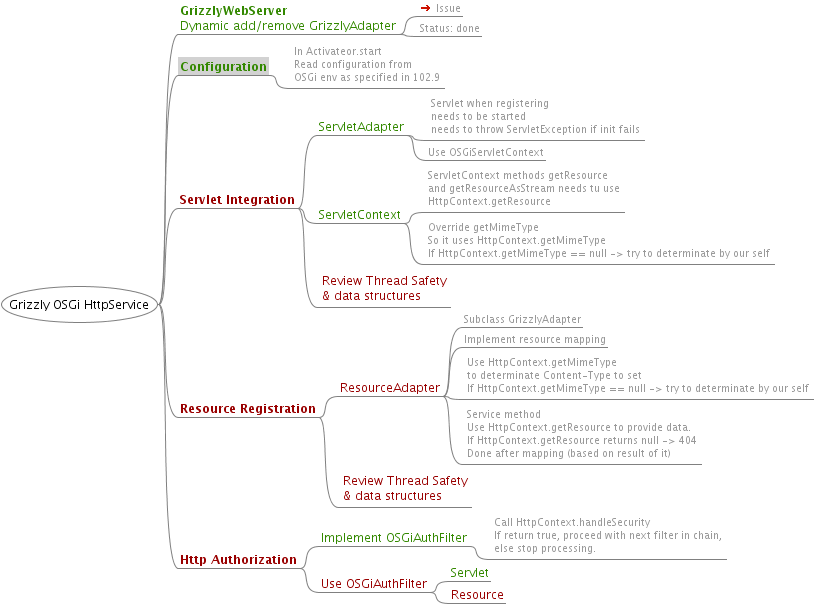 GrizzlyWebServer
Dynamic add/remove GrizzlyAdapter
Issue
Status: done
Configuration
In Activateor.start
Read configuration from
OSGi env as specified in 102.9
Grizzly OSGi HttpService
Servlet Integration
ServletAdapter
Servlet when registering
needs to be started
needs to throw ServletException if init fails
Use OSGiServletContext
ServletContext
ServletContext methods getResource
and getResourceAsStream needs tu use
HttpContext.getResource
Override getMimeType
So it uses HttpContext.getMimeType
If HttpContext.getMimeType == null -> try to determinate by our self
Review Thread Safety
& data structures
Resource Registration
ResourceAdapter
Subclass GrizzlyAdapter
Implement resource mapping
Use HttpContext.getMimeType
to determinate Content-Type to set
If HttpContext.getMimeType == null -> try to determinate by our self
Service method
Use HttpContext.getResource to provide data.
If HttpContext.getResource returns null -> 404
Done after mapping (based on result of it)
Review Thread Safety
& data structures
Http Authorization
Implement OSGiAuthFilter
Call HttpContext.handleSecurity
If return true, proceed with next filter in chain,
else stop processing.
Use OSGiAuthFilter
Servlet
Resource